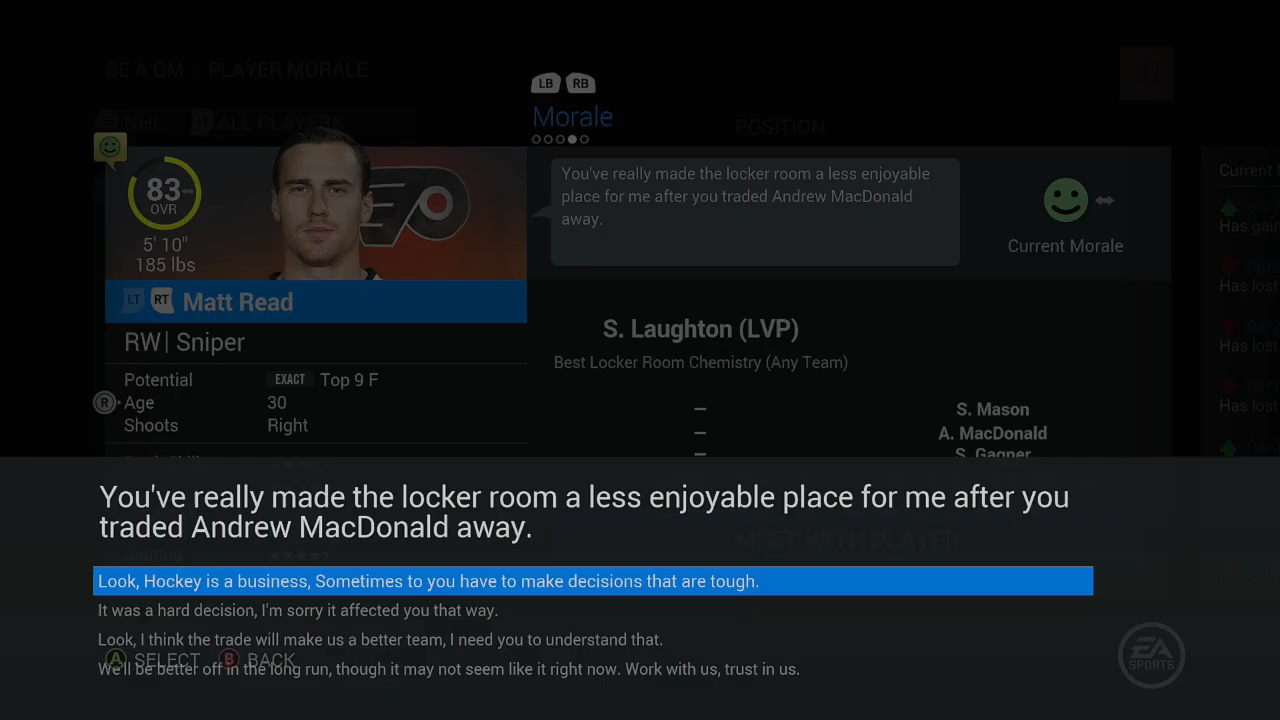 BE A GM - PLAYER MORALE
LB RB
NHL ALL PLAYERS
Morale
POSITION
83
OVR
5' 10"
185 lbs
You've really made the locker room a less enjoyable
place for me after you traded Andrew MacDonald
away.
Current Morale
LT RT Matt Read
RW| Sniper
Potential EXACT Top 9 F
R Age 30
Shoots Right
S. Laughton (LVP)
Best Locker Room Chemistry (Any Team)
– S. Mason
– A. MacDonald
– S. Gagner
Current
Has gai
Has lost
Has lost
Has lost
You've really made the locker room a less enjoyable place for me after you
traded Andrew MacDonald away.
Skating
MEET WITH PLAYER
Look, Hockey is a business, Sometimes to you have to make decisions that are tough.
It was a hard decision, I'm sorry it affected you that way.
Look, I think the trade will make us a better team, I need you to understand that.
We'll be better off in the long run, though it may not seem like it right now. Work with us, trust in us.
A SELECT B BACK
EA
SPORTS